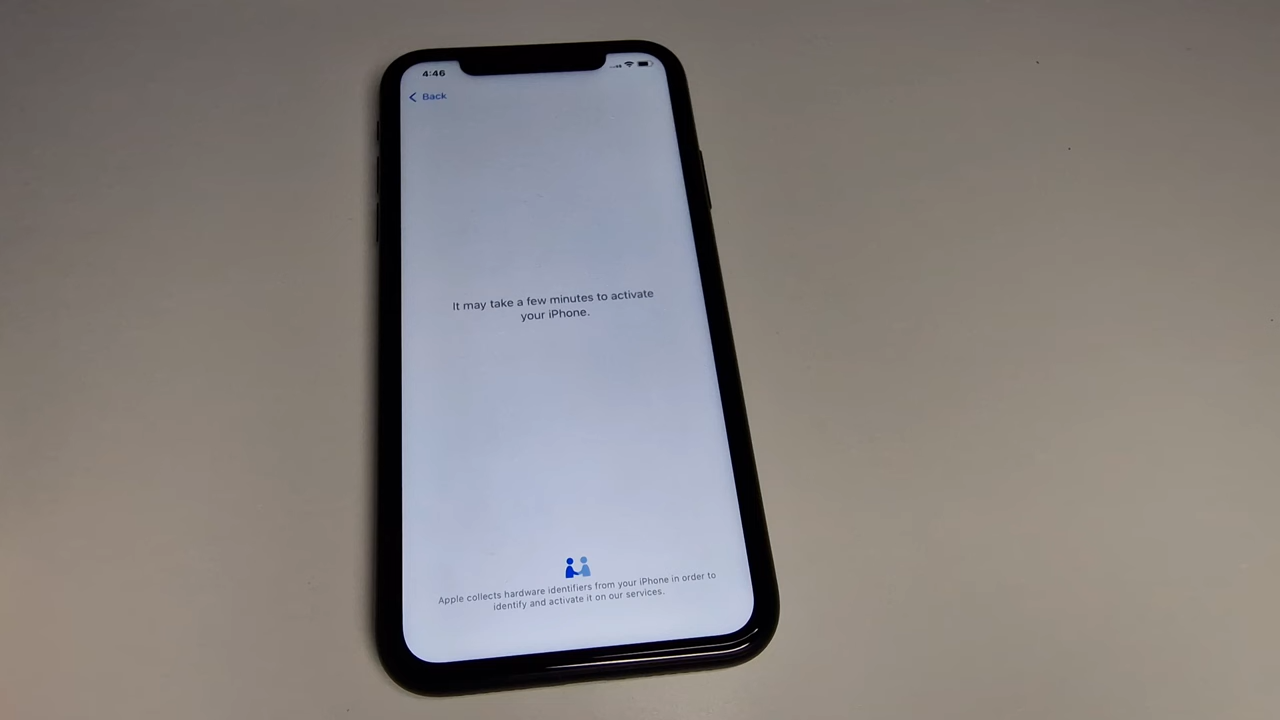 4:46
Back
It may take a few minutes to activate
your iPhone.
Apple collects hardware identifiers from your iPhone in order to
identify and activate it on our services.